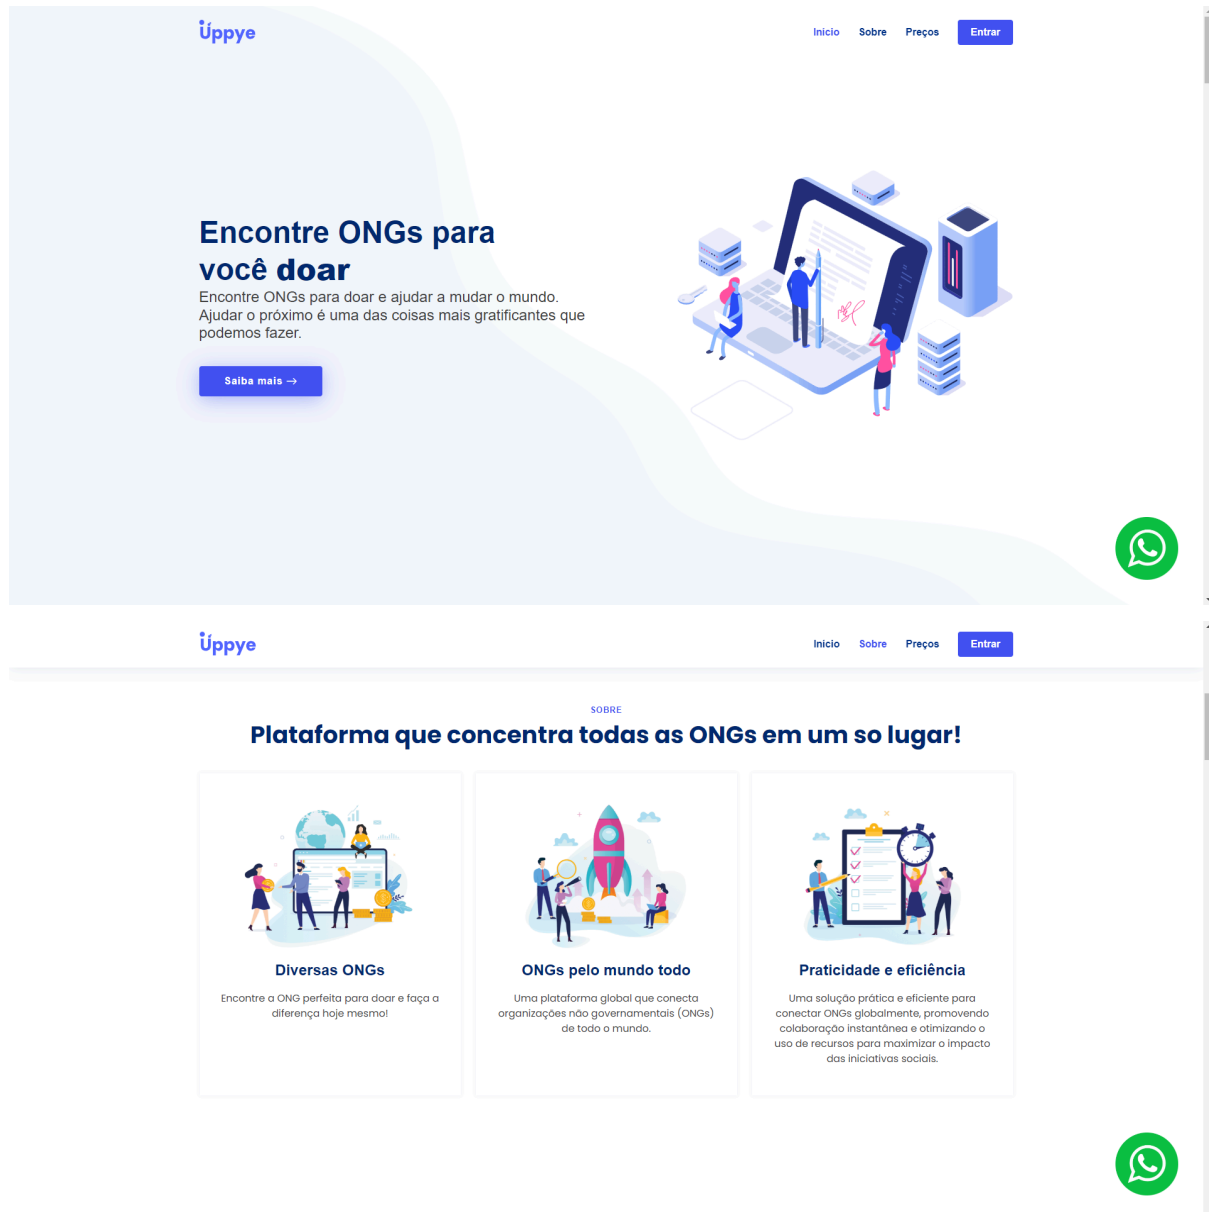 Uppye
Inicio Sobre Preços Entrar
Encontre ONGs para
você doar
Encontre ONGs para doar e ajudar a mudar o mundo.
Ajudar o próximo é uma das coisas mais gratificantes que
podemos fazer.
Saiba mais →
Uppye
Inicio Sobre Preços Entrar
SOBRE
Plataforma que concentra todas as ONGs em um so lugar!
Diversas ONGs
Encontre a ONG perfeita para doar e faça a
diferença hoje mesmo!
ONGs pelo mundo todo
Uma plataforma global que conecta
organizações não governamentais (ONGs)
de todo o mundo.
Praticidade e eficiência
Uma solução prática e eficiente para
conectar ONGs globalmente, promovendo
colaboração instantânea e otimizando o
uso de recursos para maximizar o impacto
das iniciativas sociais.